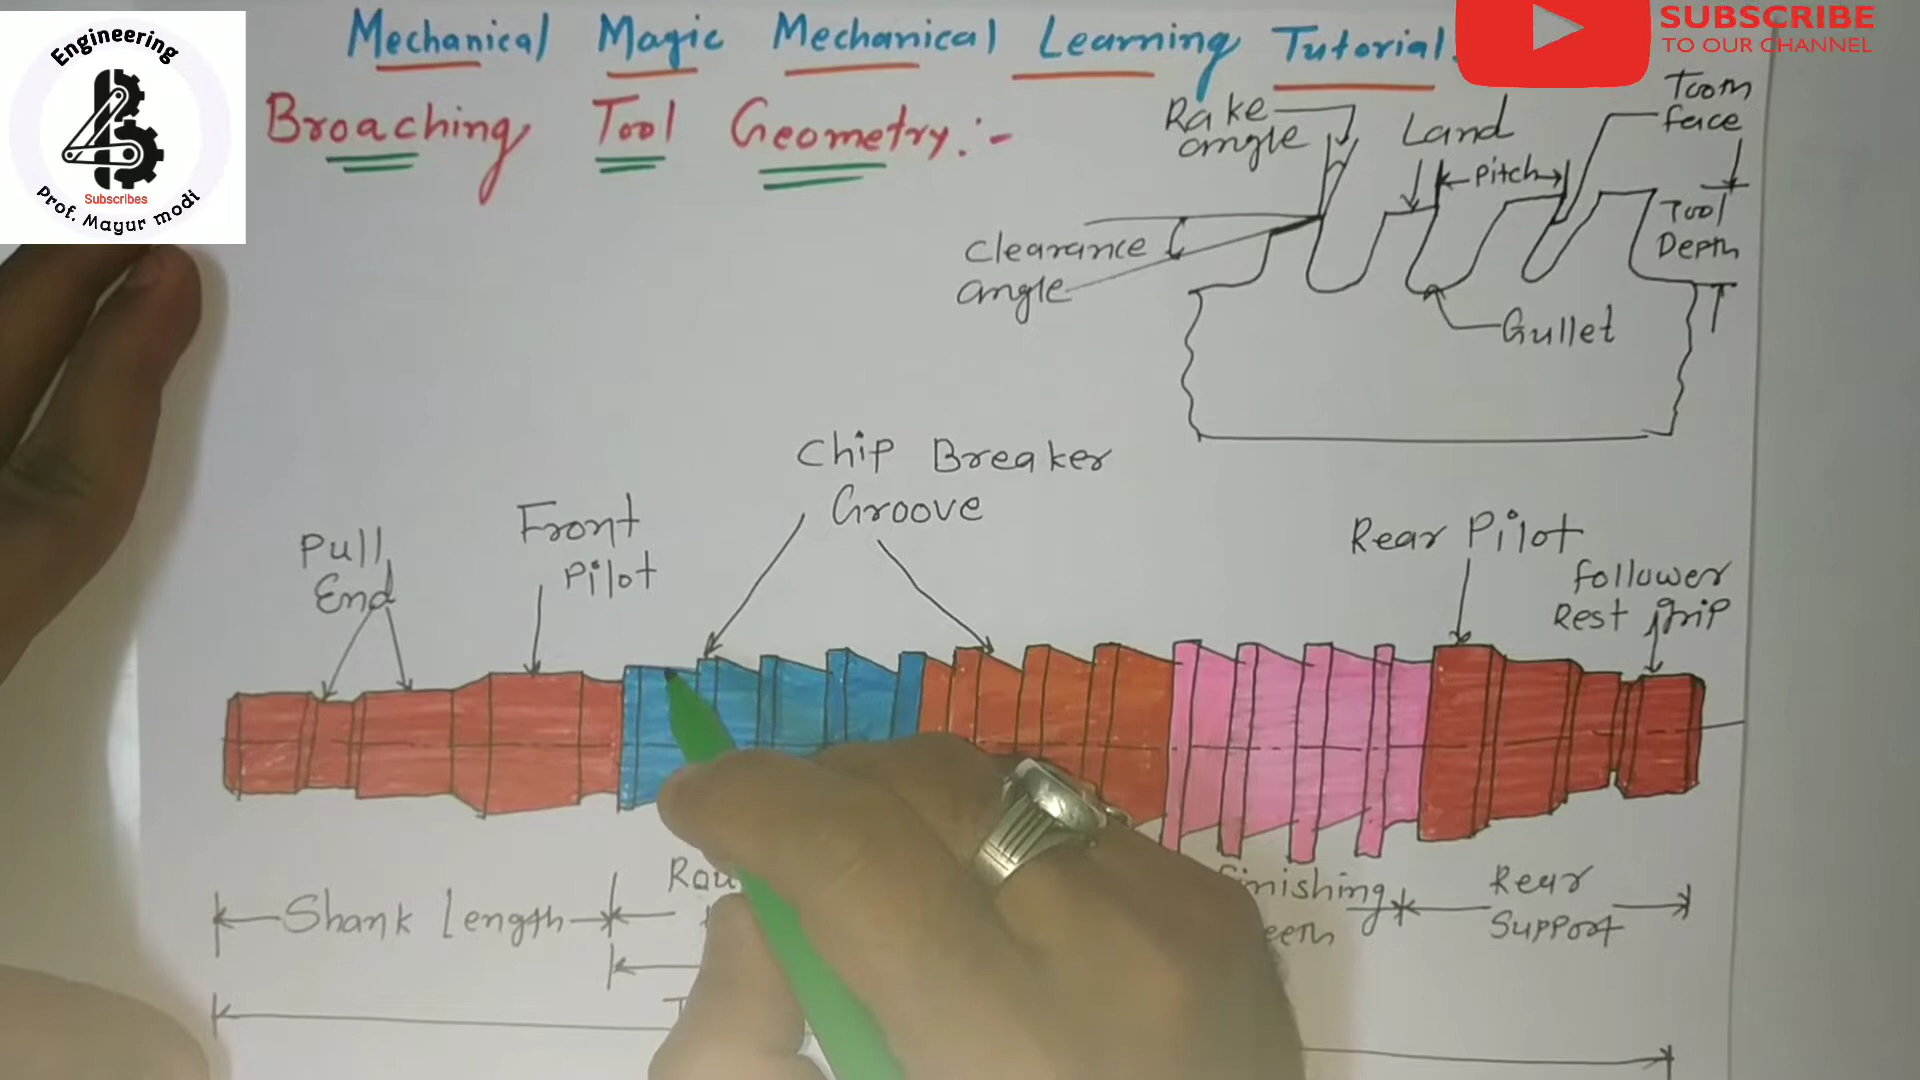 Engineering
Subscribes
Prof. Mayur modi
Mechanical Magic Mechanical Learning Tutorial.
SUBSCRIBE
TO OUR CHANNEL
Broaching Tool Geometry:-
Rake
angle
Land
Pitch
Tooth
face
Tool
Depth
Clearance
angle
Gullet
Chip Breaker
Groove
Pull
End
Front
Pilot
Rear Pilot
follower
Rest grip
Shank Length
finishing
Rear
Support